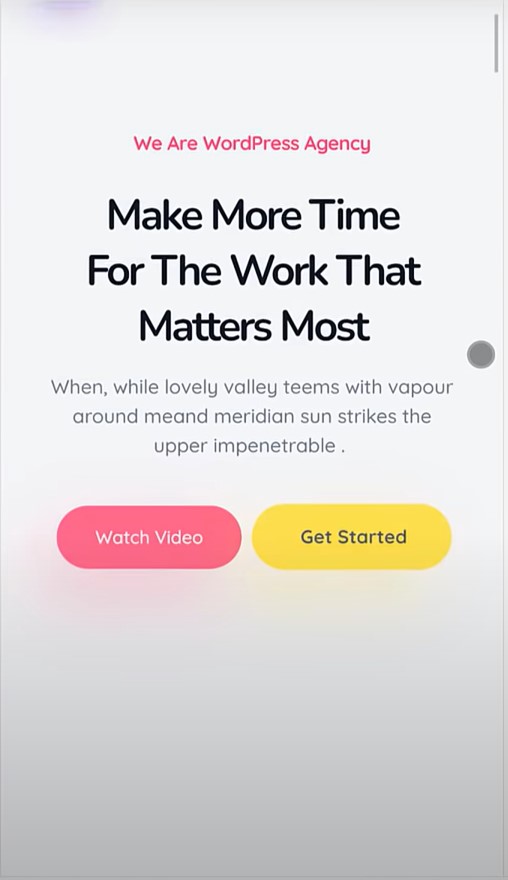 We Are WordPress Agency
Make More Time
For The Work That
Matters Most
When, while lovely valley teems with vapour
around meand meridian sun strikes the
upper impenetrable .
Watch Video
Get Started